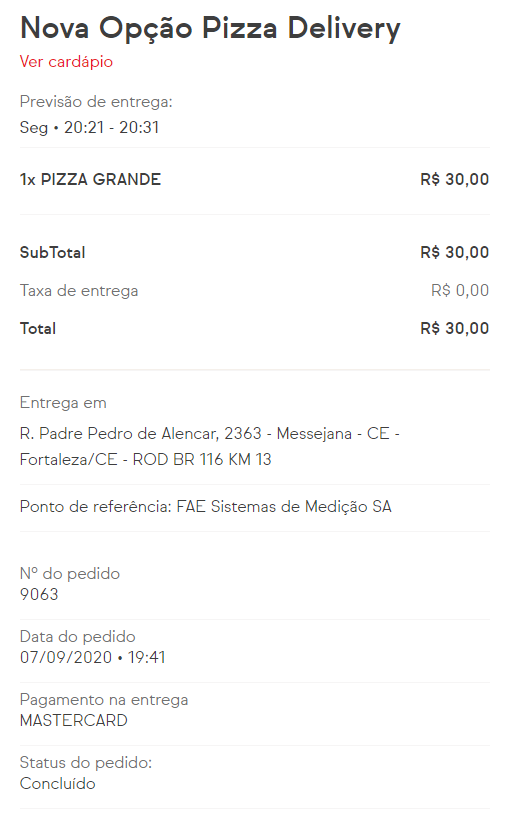 Nova Opção Pizza Delivery
Ver cardápio
Previsão de entrega:
Seg • 20:21 - 20:31
1x PIZZA GRANDE R$ 30,00
SubTotal R$ 30,00
Taxa de entrega R$ 0,00
Total R$ 30,00
Entrega em
R. Padre Pedro de Alencar, 2363 - Messejana - CE -
Fortaleza/CE - ROD BR 116 KM 13
Ponto de referência: FAE Sistemas de Medição SA
Nº do pedido
9063
Data do pedido
07/09/2020 • 19:41
Pagamento na entrega
MASTERCARD
Status do pedido:
Concluído